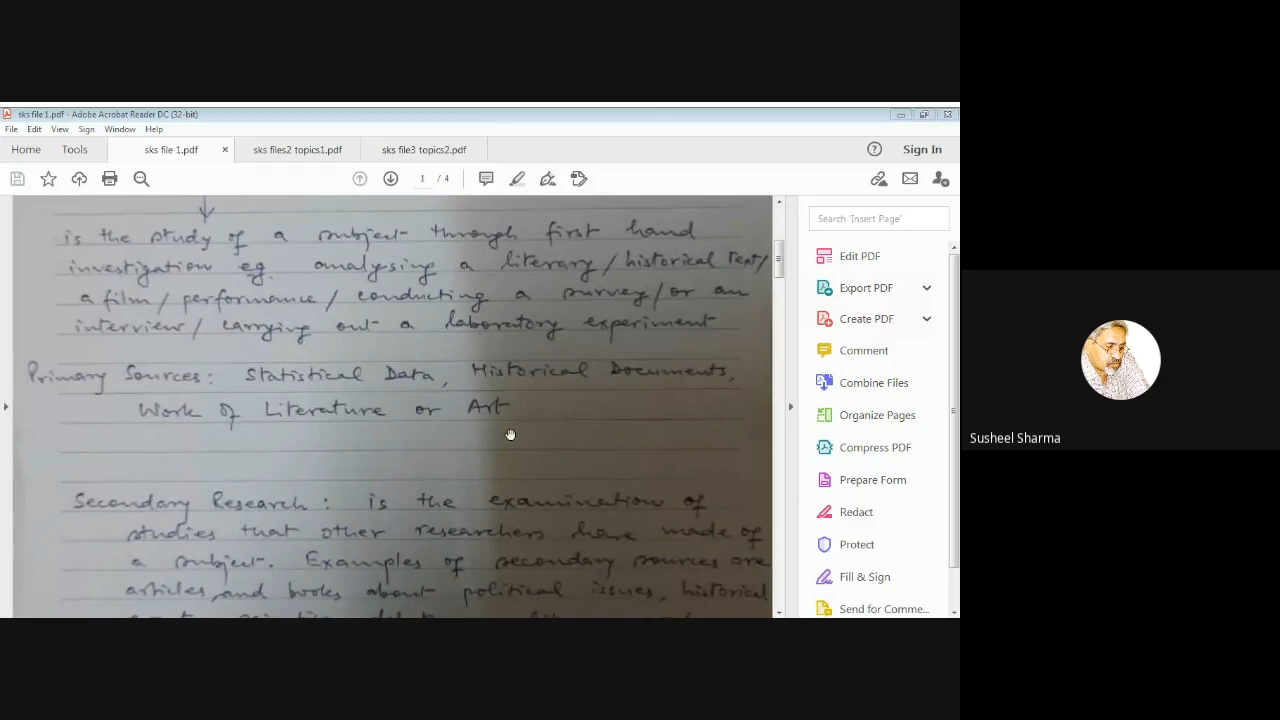 sks file 1.pdf - Adobe Acrobat Reader DC (32-bit)
File Edit View Sign Window Help
Home Tools sks file 1.pdf × sks files2 topics1.pdf sks file3 topics2.pdf Sign In
1 / 4
is the study of a subject through first hand
investigation eg. analysing a literary/historical text/
a film/performance/conducting a survey/or an
interview/carrying out a laboratory experiment
Primary Sources: Statistical Data, Historical Documents,
Work of Literature or Art
Secondary Research: is the examination of
studies that other researchers have made of
a subject. Examples of secondary sources are
articles, and books about political issues, historical
Search 'Insert Page'
Edit PDF
Export PDF
Create PDF
Comment
Combine Files
Organize Pages
Compress PDF
Prepare Form
Redact
Protect
Fill & Sign
Send for Comme...
Susheel Sharma